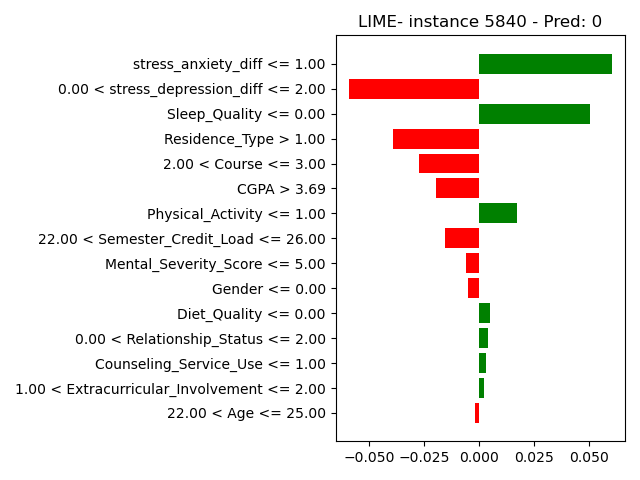 LIME- instance 5840 - Pred: 0
stress_anxiety_diff <= 1.00
0.00 < stress_depression_diff <= 2.00
Sleep_Quality <= 0.00
Residence_Type > 1.00
2.00 < Course <= 3.00
CGPA > 3.69
Physical_Activity <= 1.00
22.00 < Semester_Credit_Load <= 26.00
Mental_Severity_Score <= 5.00
Gender <= 0.00
Diet_Quality <= 0.00
0.00 < Relationship_Status <= 2.00
Counseling_Service_Use <= 1.00
1.00 < Extracurricular_Involvement <= 2.00
22.00 < Age <= 25.00
−0.050 −0.025 0.000 0.025 0.050